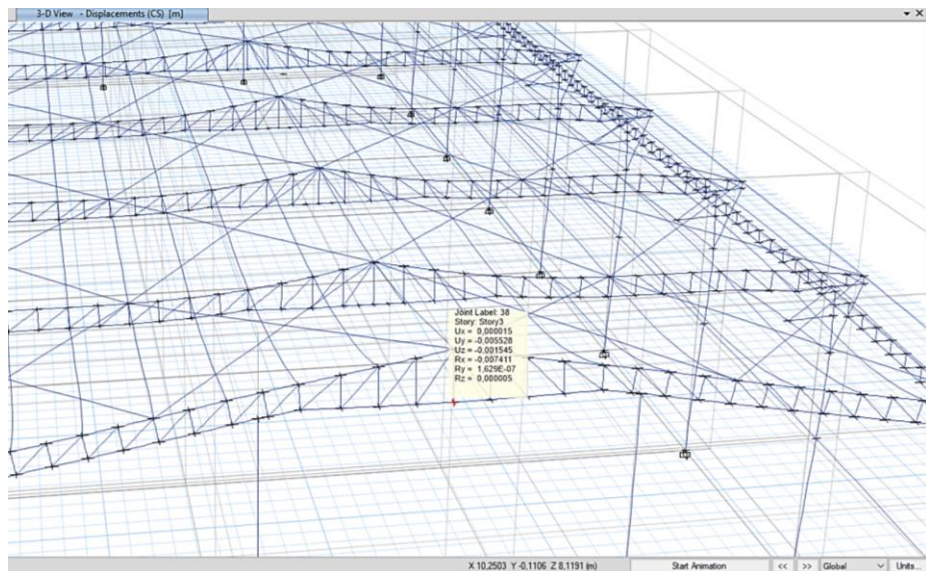 3-D View - Displacements (CS) [m]
Joint Label: 38
Story: Story3
Ux = 0,000015
Uy = -0,005528
Uz = -0,001545
Rx = -0,007411
Ry = 1,629E-07
Rz = 0,000005
X 10,2503 Y -0,1106 Z 8,1191 (m)
Start Animation
<<
>>
Global
Units...